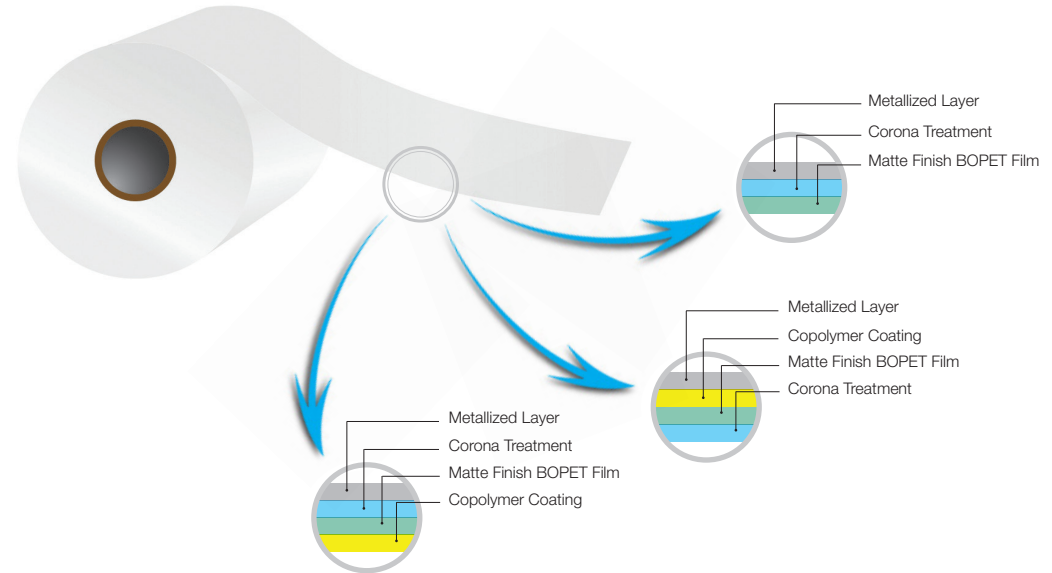 Metallized Layer
Corona Treatment
Matte Finish BOPET Film
Metallized Layer
Copolymer Coating
Matte Finish BOPET Film
Corona Treatment
Metallized Layer
Corona Treatment
Matte Finish BOPET Film
Copolymer Coating